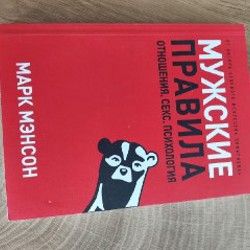 МУЖСКИЕ
ПРАВИЛА
ОТНОШЕНИЯ, СЕКС, ПСИХОЛОГИЯ
МАРК МЭНСОН